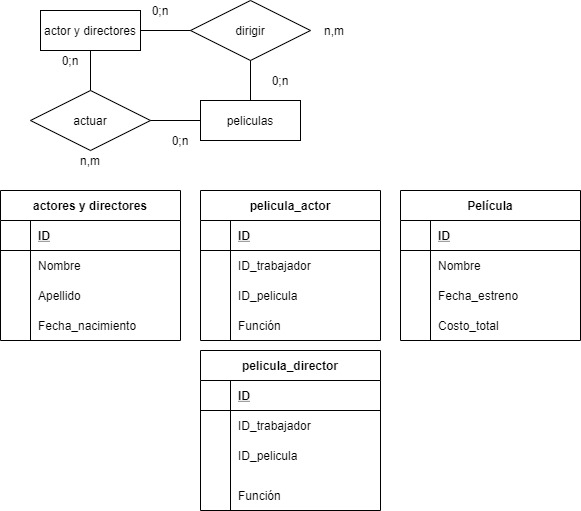 0;n
actor y directores
dirigir
n,m
0;n
0;n
actuar
peliculas
0;n
n,m
actores y directores
ID
Nombre
Apellido
Fecha_nacimiento
pelicula_actor
ID
ID_trabajador
ID_pelicula
Función
Película
ID
Nombre
Fecha_estreno
Costo_total
pelicula_director
ID
ID_trabajador
ID_pelicula
Función